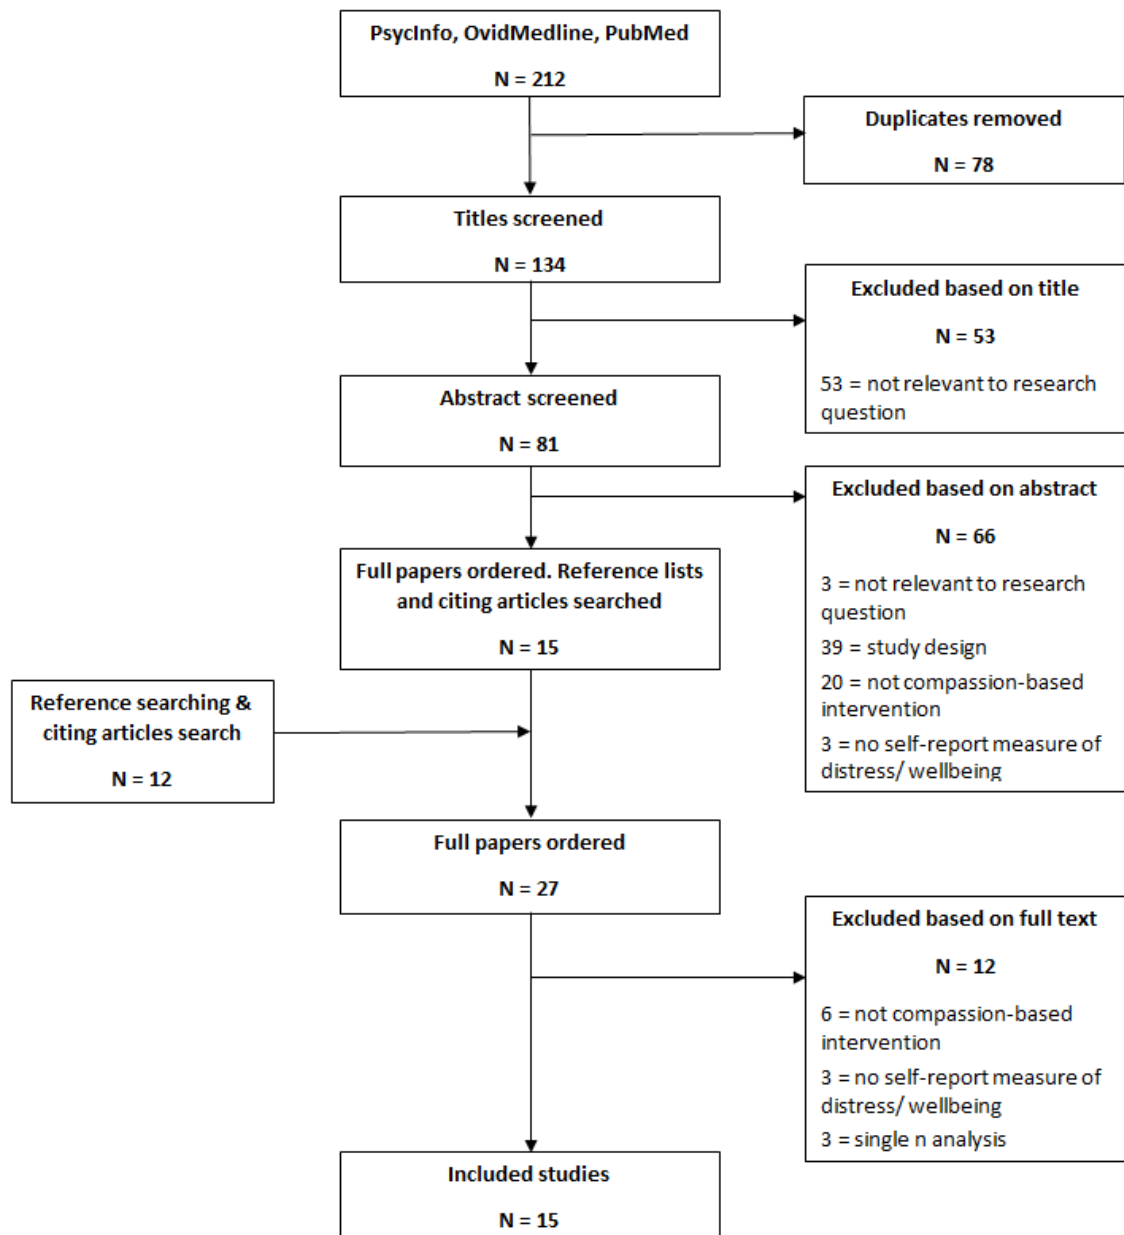 PsycInfo, OvidMedline, PubMed
N = 212
Duplicates removed
N = 78
Titles screened
N = 134
Excluded based on title
N = 53
53 = not relevant to research
question
Abstract screened
N = 81
Excluded based on abstract
N = 66
3 = not relevant to research
question
39 = study design
20 = not compassion-based
intervention
3 = no self-report measure of
distress/ wellbeing
Full papers ordered. Reference lists
and citing articles searched
N = 15
Reference searching &
citing articles search
N = 12
Full papers ordered
N = 27
Excluded based on full text
N = 12
6 = not compassion-based
intervention
3 = no self-report measure of
distress/ wellbeing
3 = single n analysis
Included studies
N = 15